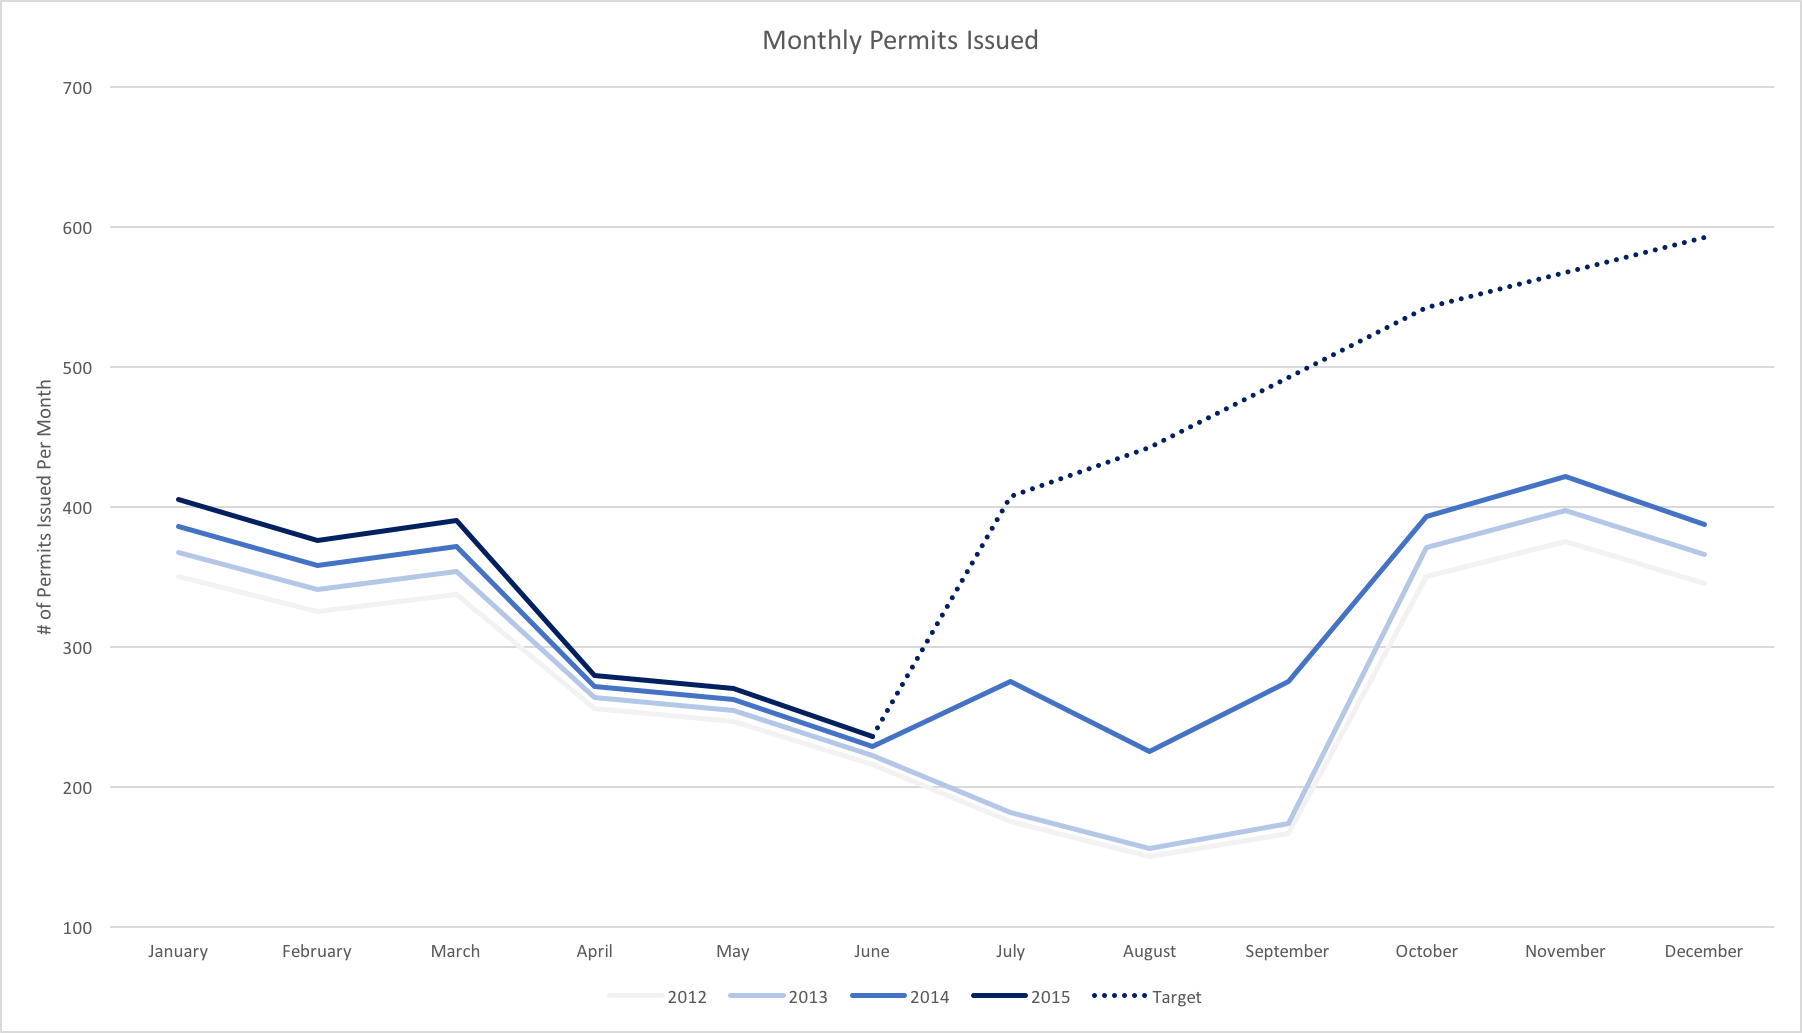 Monthly Permits Issued
# of Permits Issued Per Month
700
600
500
400
300
200
100
January February March April May June July August September October November December
2012 2013 2014 2015 Target